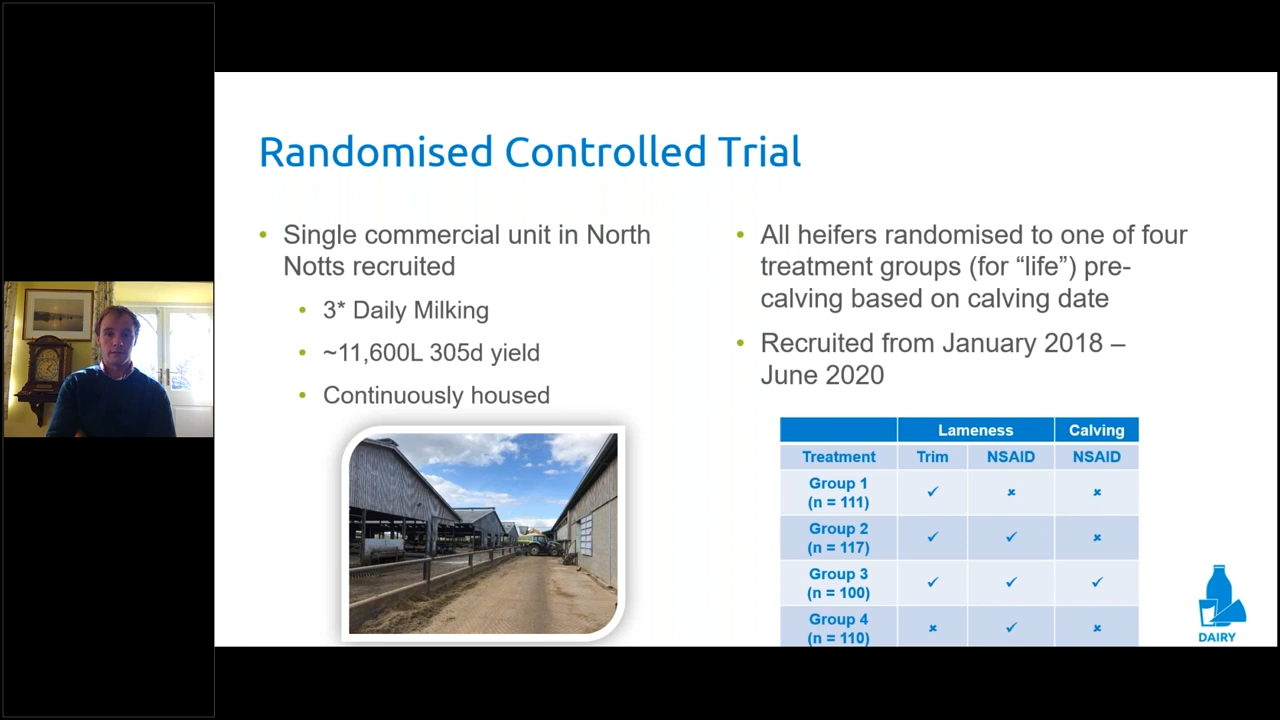 Randomised Controlled Trial
• Single commercial unit in North
Notts recruited
• 3* Daily Milking
• ~11,600L 305d yield
• Continuously housed
• All heifers randomised to one of four
treatment groups (for “life”) pre-
calving based on calving date
• Recruited from January 2018 –
June 2020
Lameness Calving
Treatment Trim NSAID NSAID
Group 1
(n = 111) ✓ × ×
Group 2
(n = 117) ✓ ✓ ×
Group 3
(n = 100) ✓ ✓ ✓
Group 4
(n = 110) × ✓ ×
DAIRY